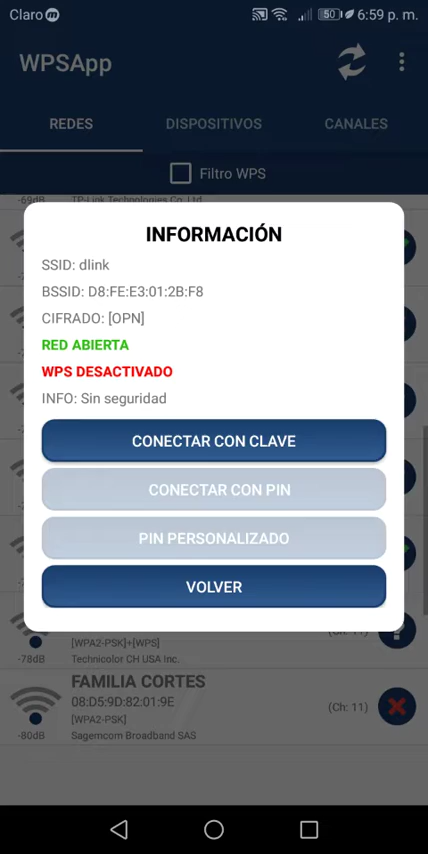 Claro m 50 6:59 p. m.
WPSApp
REDES DISPOSITIVOS CANALES
Filtro WPS
-69dB TP-Link Technologies Co. Ltd.
INFORMACIÓN
SSID: dlink
BSSID: D8:FE:E3:01:2B:F8
CIFRADO: [OPN]
RED ABIERTA
WPS DESACTIVADO
INFO: Sin seguridad
CONECTAR CON CLAVE
CONECTAR CON PIN
PIN PERSONALIZADO
VOLVER
(Ch: 11) ?
[WPA2-PSK]+[WPS]
-78dB Technicolor CH USA Inc.
FAMILIA CORTES
08:D5:9D:82:01:9E (Ch: 11)
[WPA2-PSK]
-80dB Sagemcom Broadband SAS